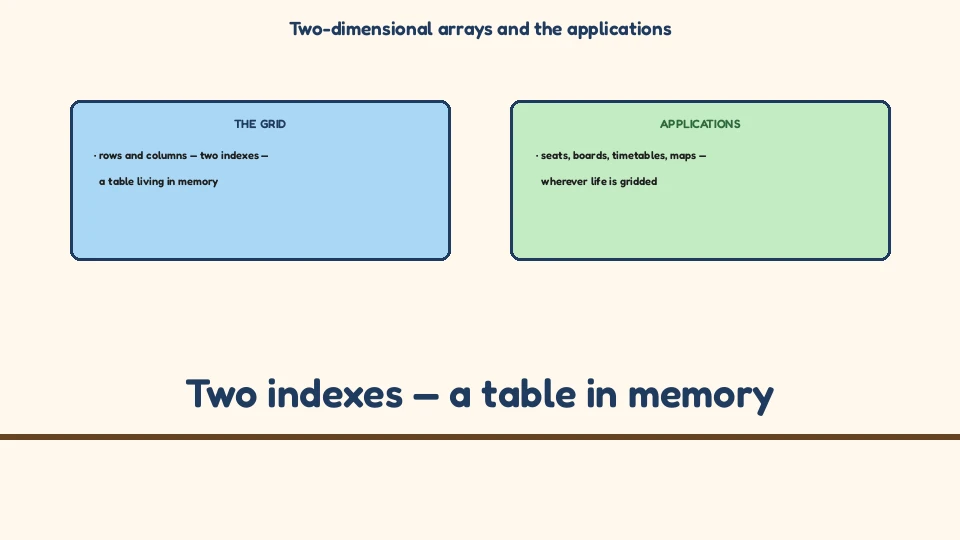 Two-dimensional arrays and the applications
THE GRID
· rows and columns — two indexes —
a table living in memory
APPLICATIONS
· seats, boards, timetables, maps —
wherever life is gridded
Two indexes — a table in memory